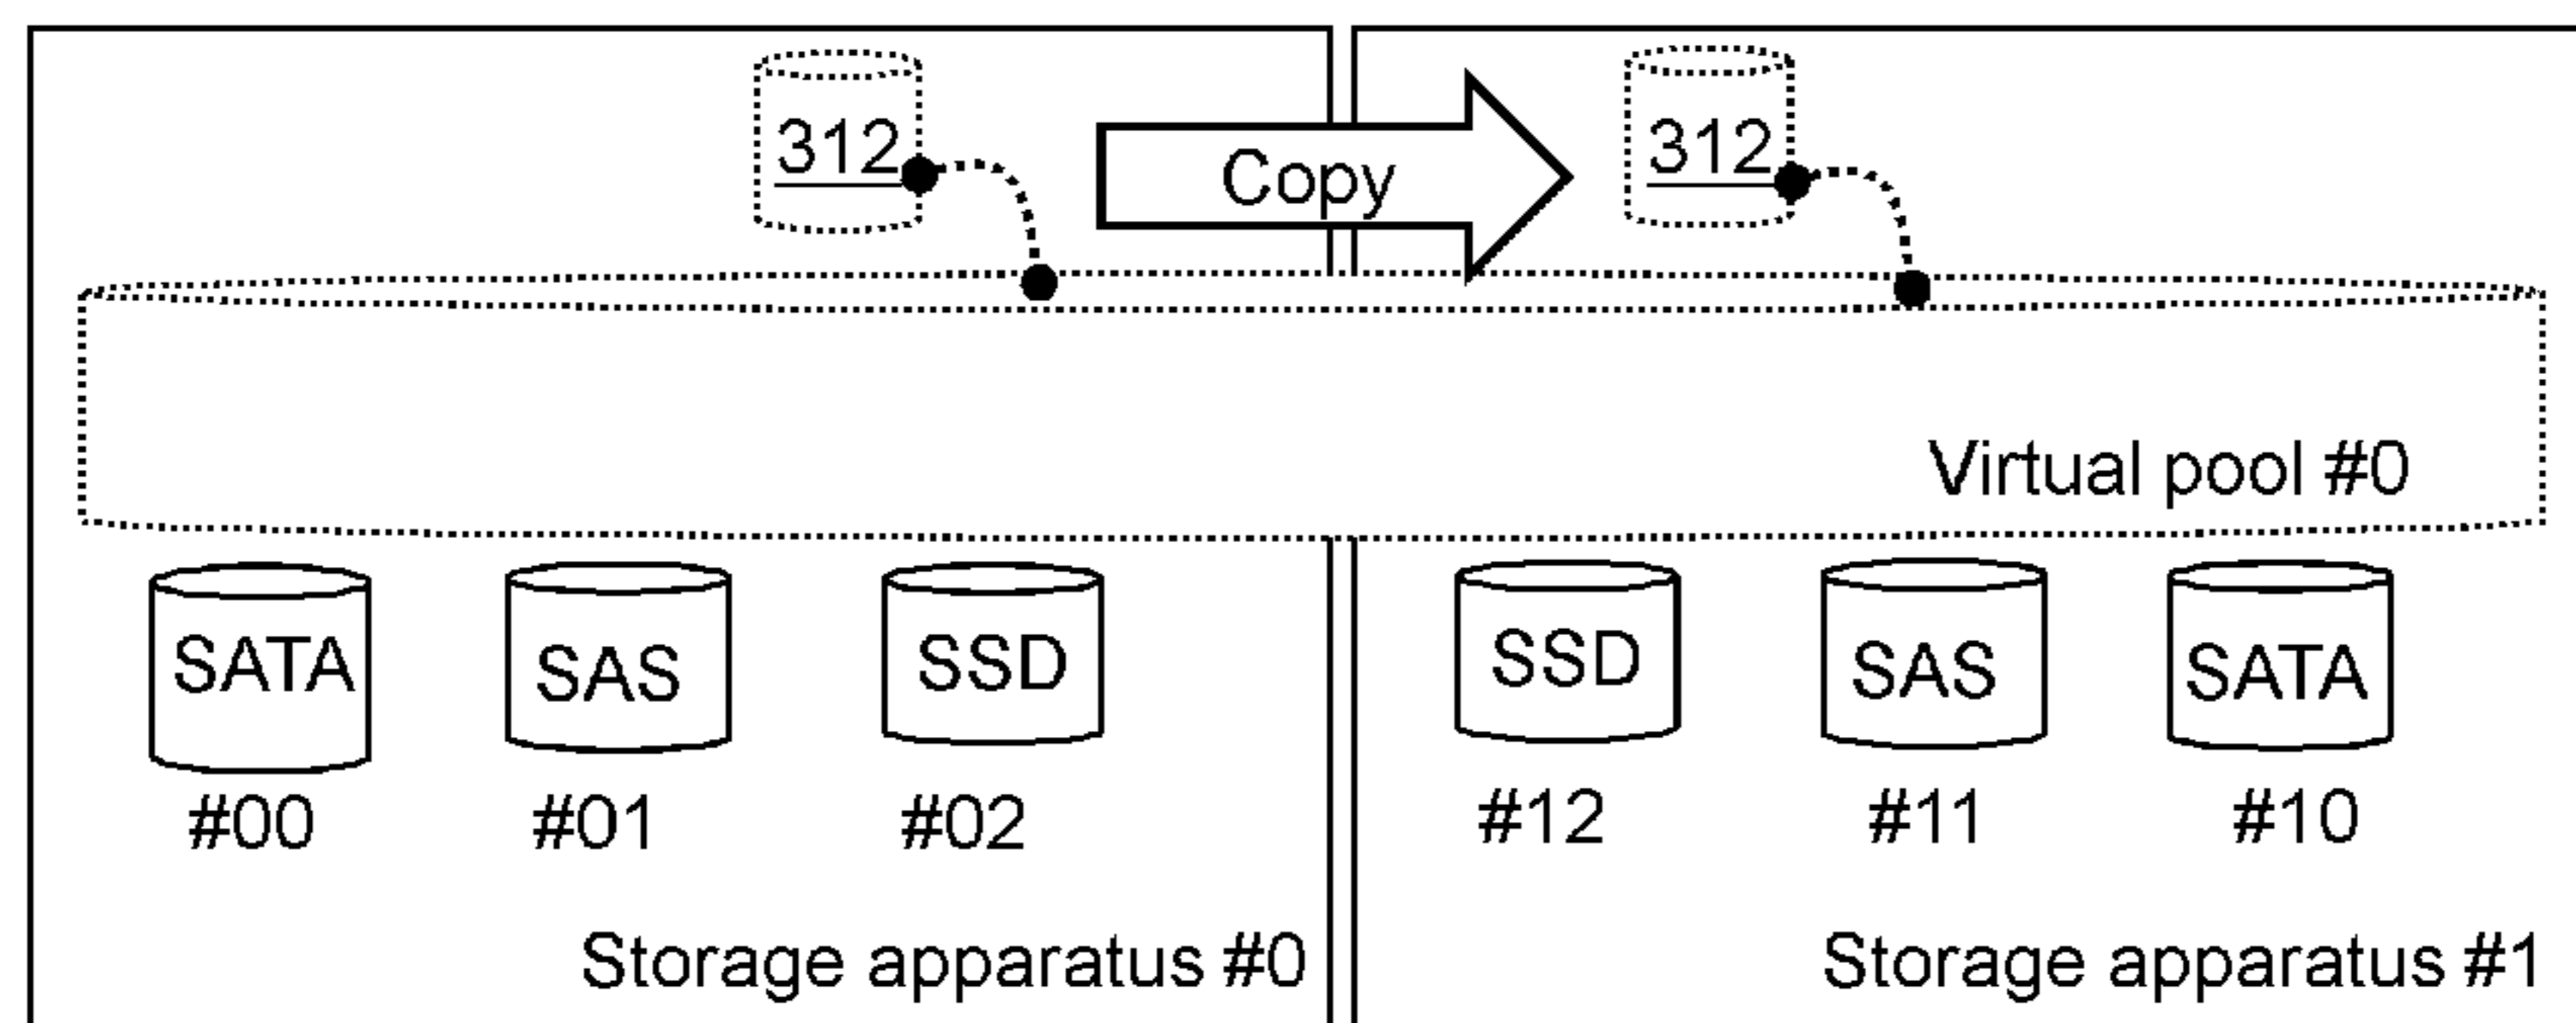 312
Copy
312
Virtual pool #0
SATA
SAS
SSD
SSD
SAS
SATA
#00
#01
#02
#12
#11
#10
Storage apparatus #0
Storage apparatus #1